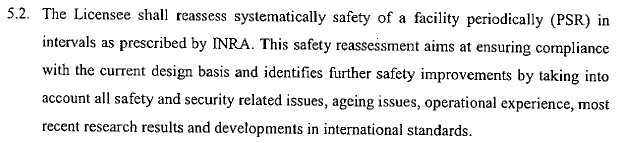 5.2. The Licensee shall reassess systematically safety of a facility periodically (PSR) in
intervals as prescribed by INRA. This safety reassessment aims at ensuring compliance
with the current design basis and identifies further safety improvements by taking into
account all safety and security related issues, ageing issues, operational experience, most
recent research results and developments in international standards.